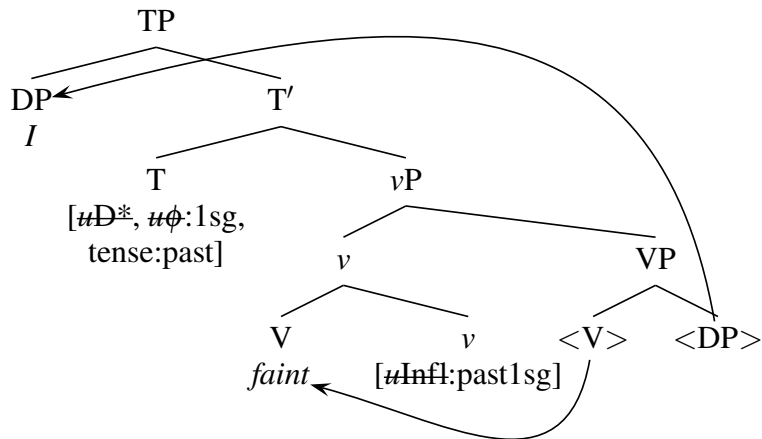 TP
DP T′
I
T vP
[uD*, uϕ:1sg,
tense:past]
v VP
V v <V> <DP>
faint [uInfl:past1sg]